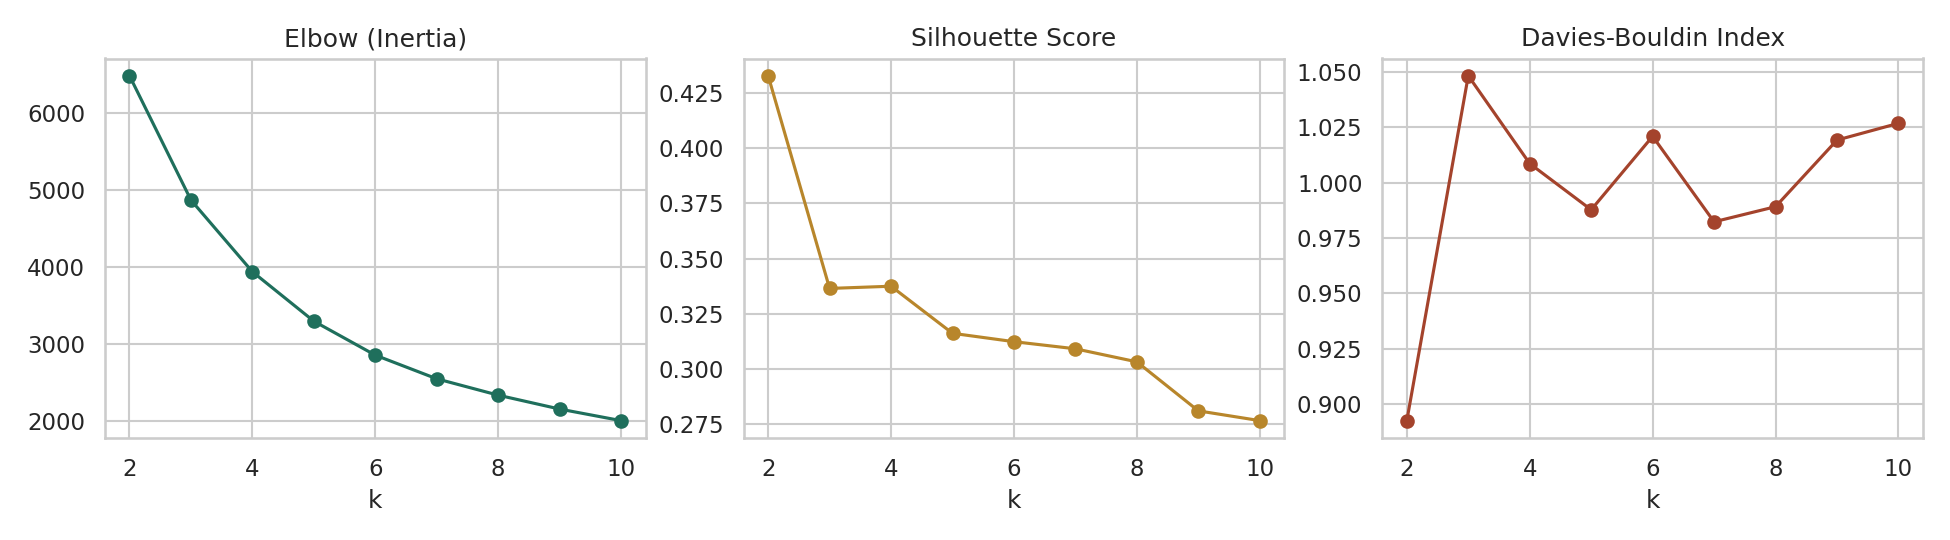 Elbow (Inertia)
6000
5000
4000
3000
2000
2 4 6 8 10
k
Silhouette Score
0.425
0.400
0.375
0.350
0.325
0.300
0.275
2 4 6 8 10
k
Davies-Bouldin Index
1.050
1.025
1.000
0.975
0.950
0.925
0.900
2 4 6 8 10
k